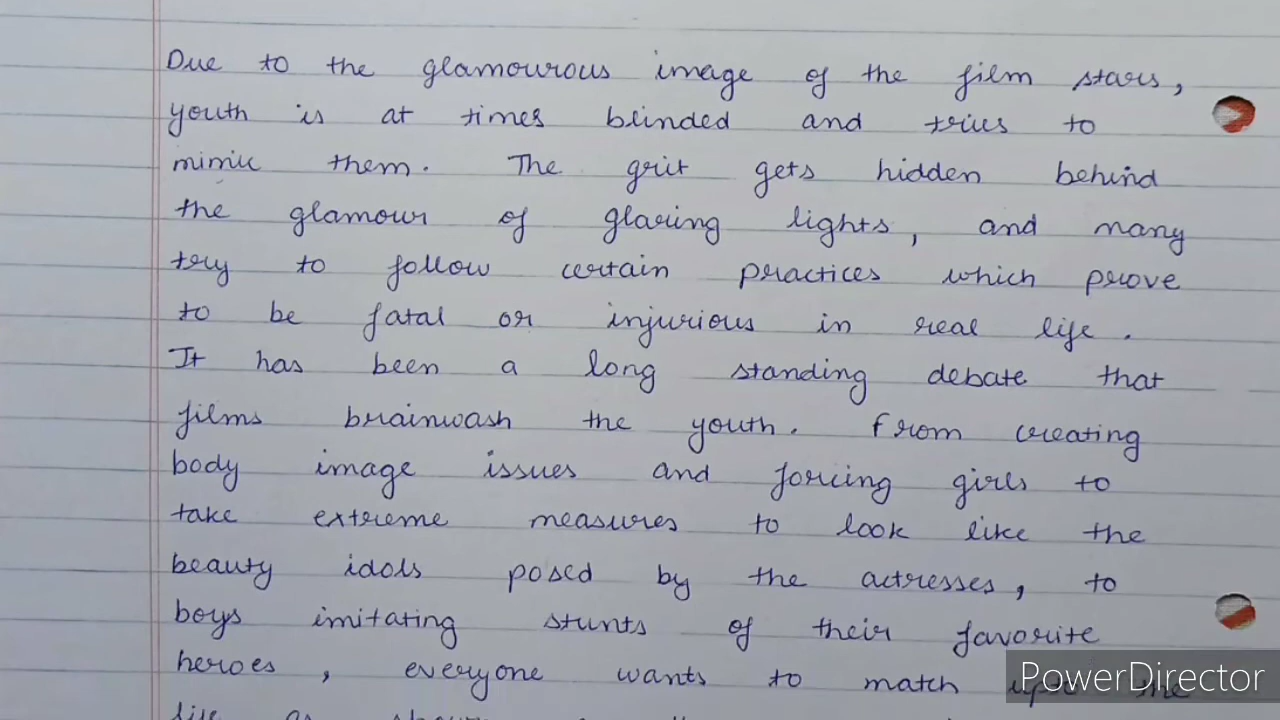 Due to the glamourous image of the film stars,
youth is at times blinded and tries to
mimic them. The grit gets hidden behind
the glamour of glaring lights, and many
try to follow certain practices which prove
to be fatal or injurious in real life.
It has been a long standing debate that
films brainwash the youth. From creating
body image issues and forcing girls to
take extreme measures to look like the
beauty idols posed by the actresses, to
boys imitating stunts of their favorite
heroes, everyone wants to match upto the
life as
PowerDirector